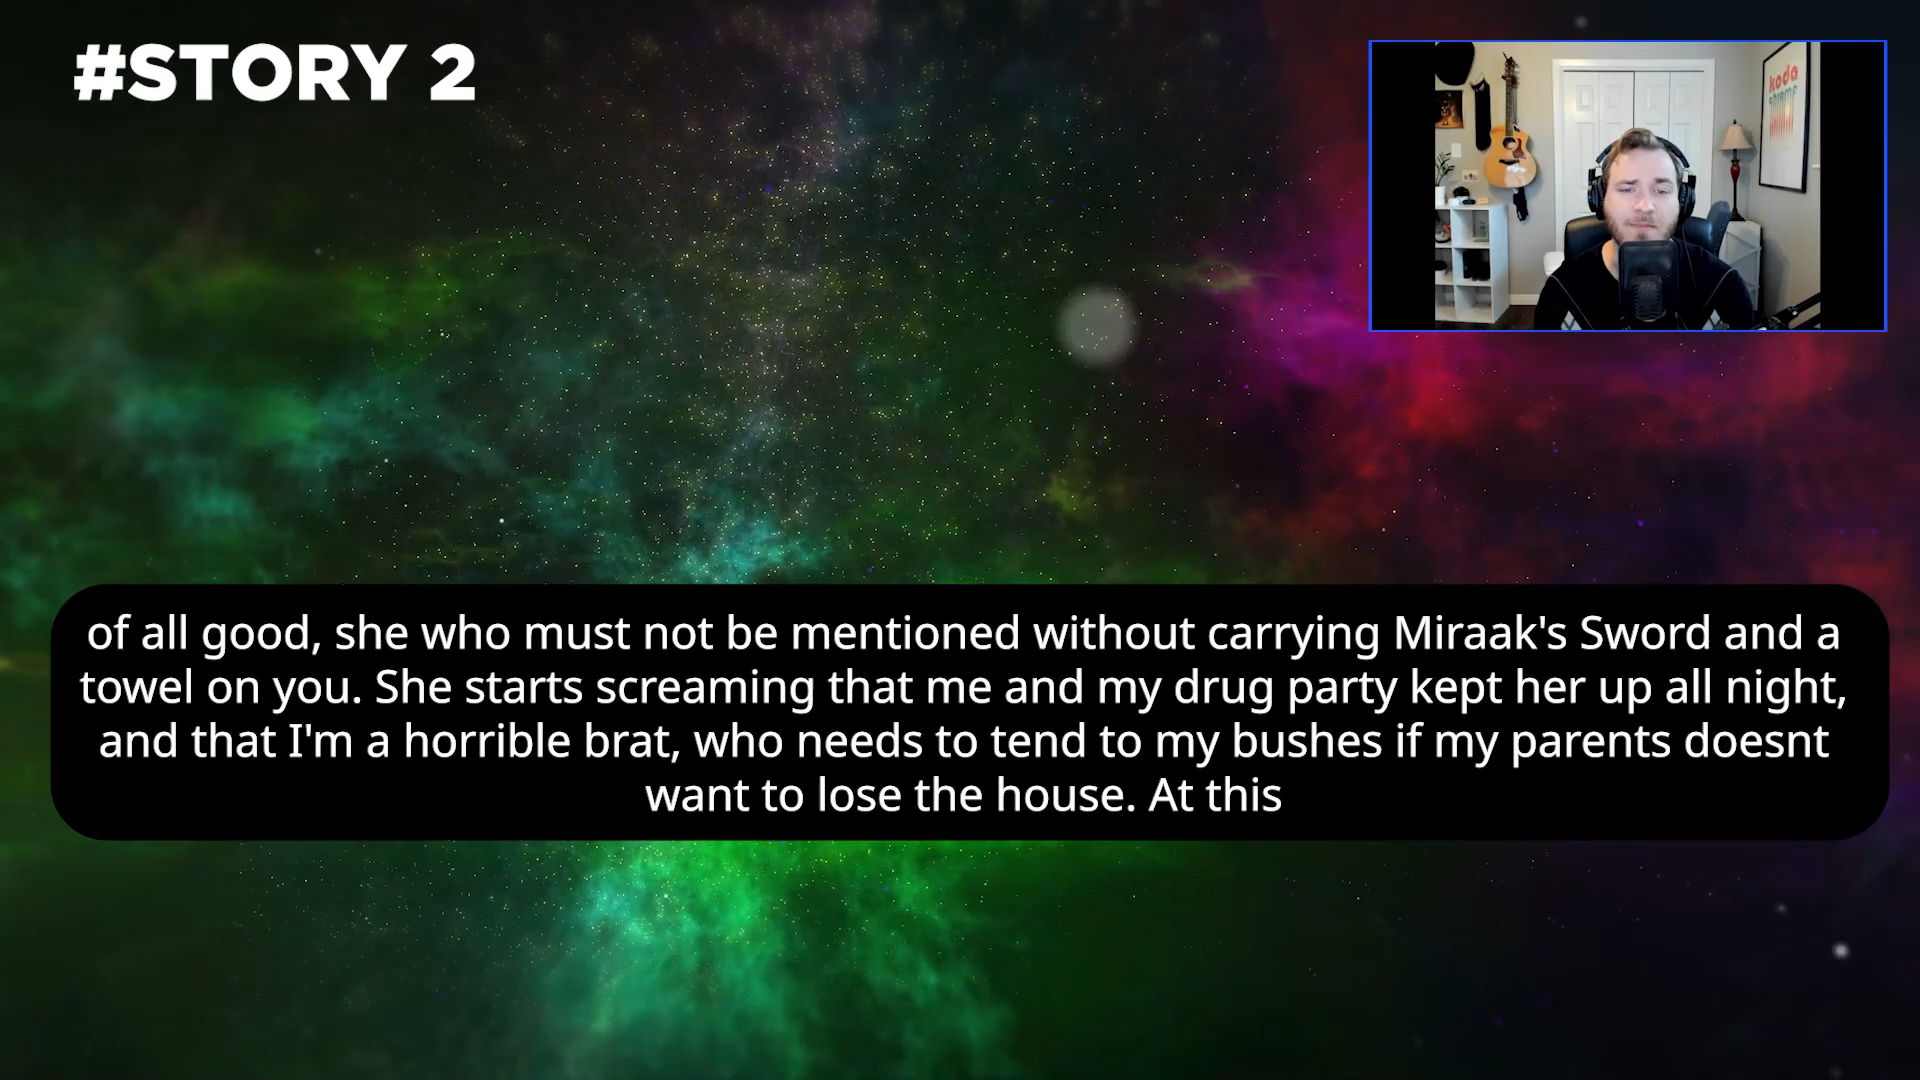 #STORY 2
koda
of all good, she who must not be mentioned without carrying Miraak's Sword and a
towel on you. She starts screaming that me and my drug party kept her up all night,
and that I'm a horrible brat, who needs to tend to my bushes if my parents doesnt
want to lose the house. At this